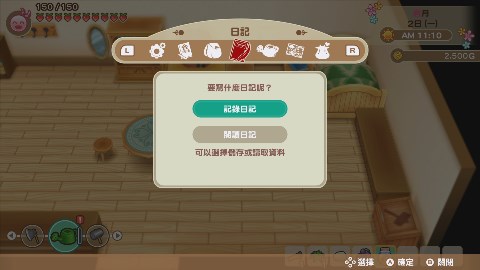 150/150
日記
L
R
2日(一)
AM 11:10
2,500G
要寫什麼日記呢？
記錄日記
閱讀日記
可以選擇儲存或讀取資料
1
選擇
A 確定
B 關閉